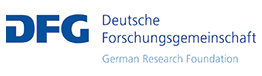 DFG Deutsche
Forschungsgemeinschaft
German Research Foundation